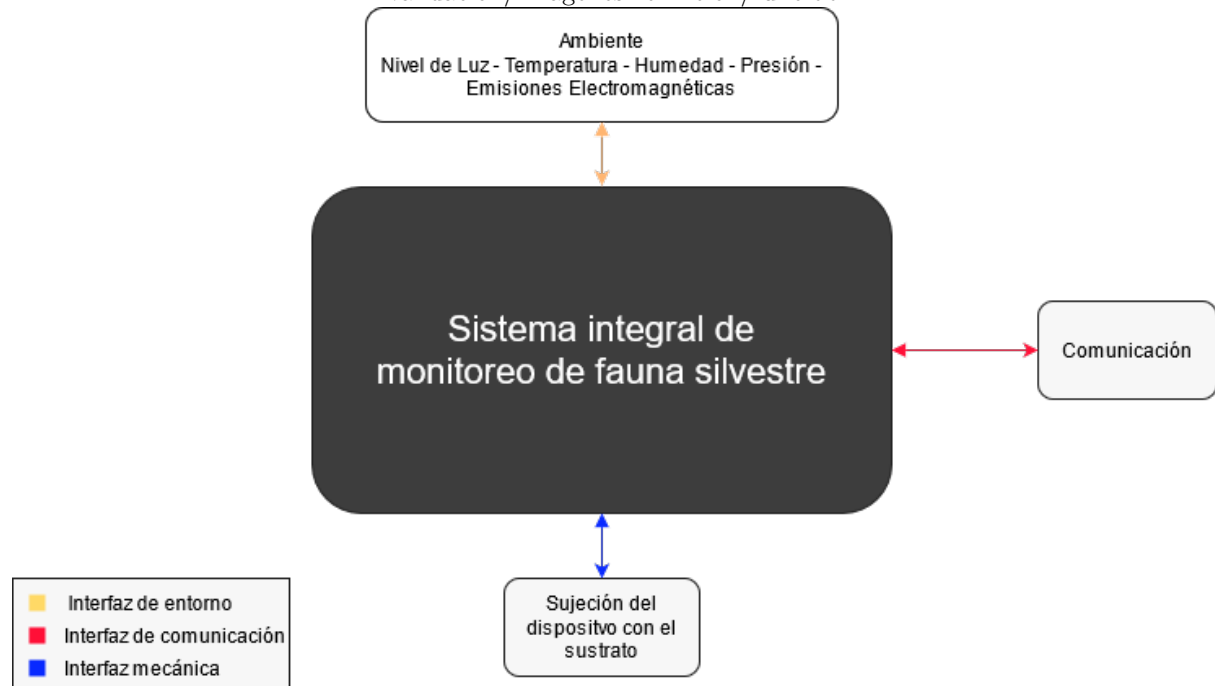 Ambiente
Nivel de Luz - Temperatura - Humedad - Presión -
Emisiones Electromagnéticas
Sistema integral de
monitoreo de fauna silvestre
Comunicación
Sujeción del
dispositvo con el
sustrato
Interfaz de entorno
Interfaz de comunicación
Interfaz mecánica